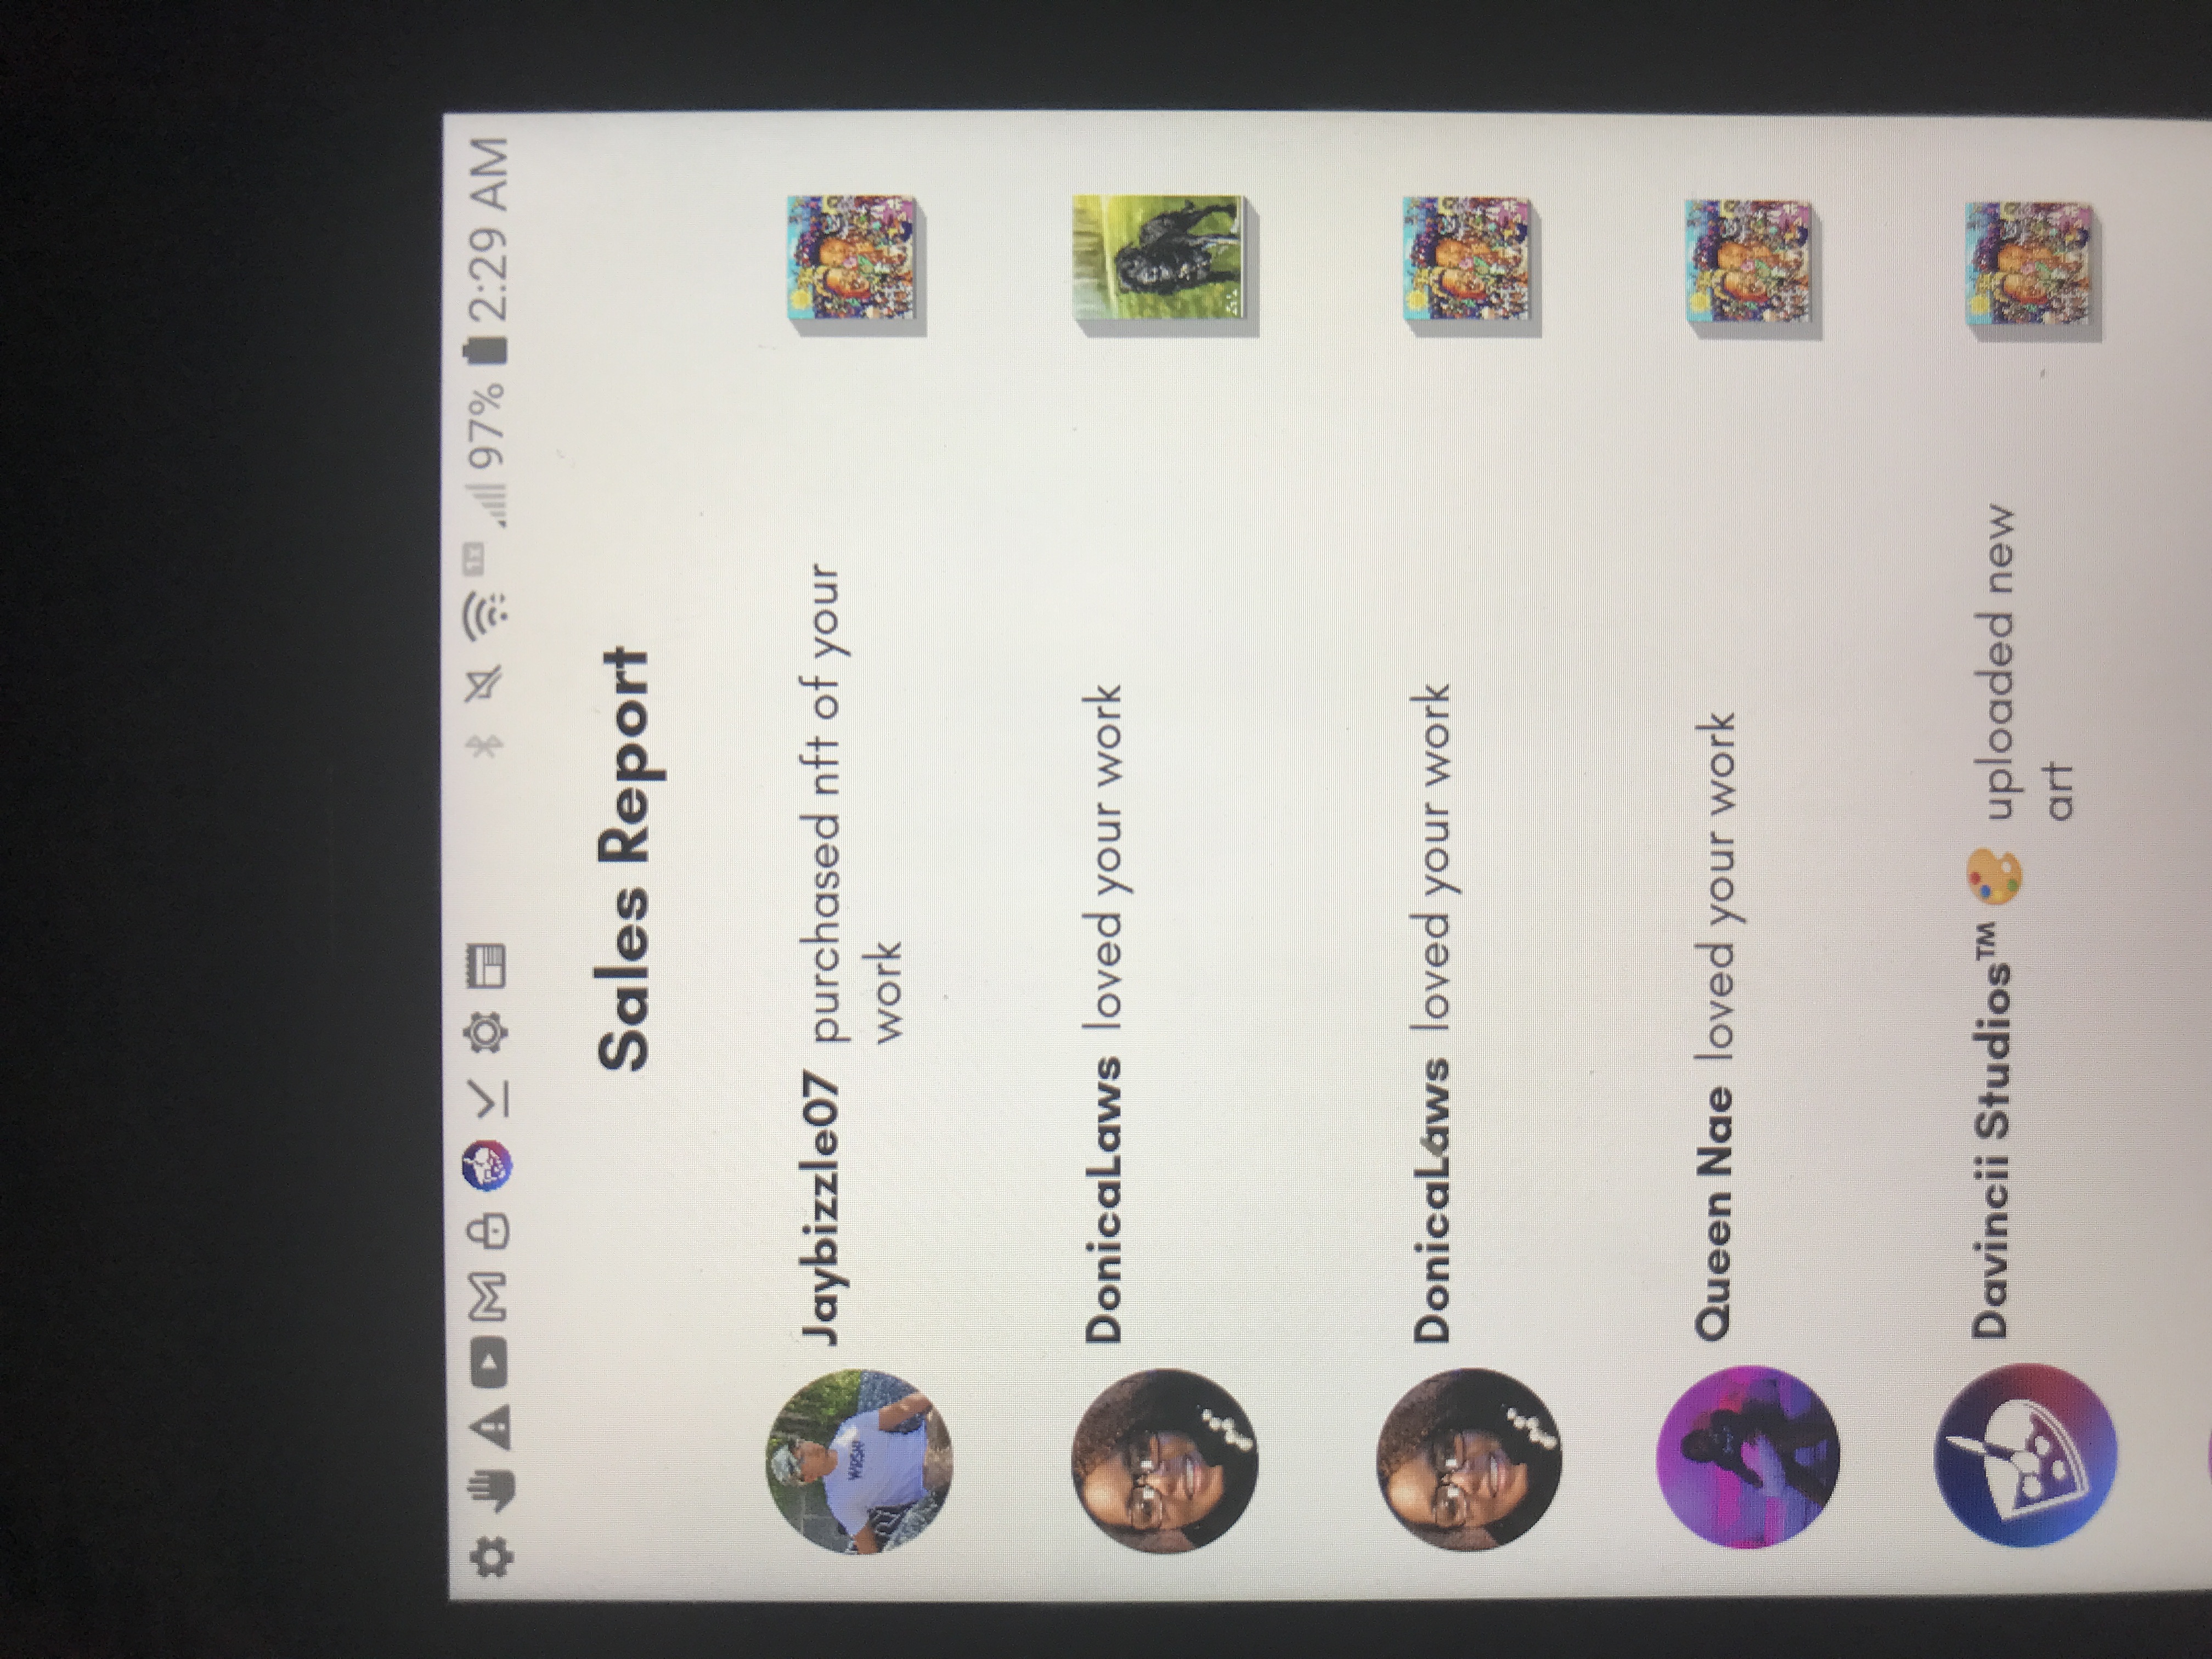 97% 2:29 AM
Sales Report
Jaybizzle07 purchased nft of your
work
DonicaLaws loved your work
DonicaLaws loved your work
Queen Nae loved your work
Davincii Studios™ 🎨 uploaded new
art